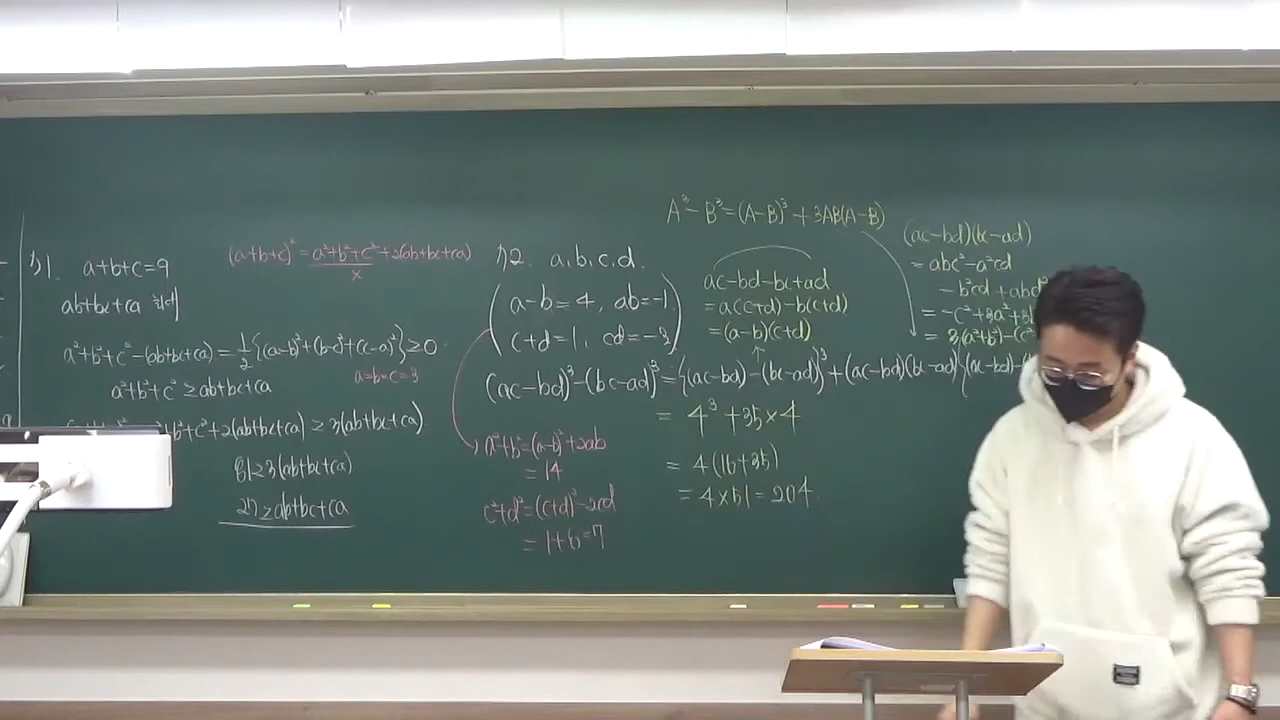 31. a+b+c=9
ab+bc+ca 최대
(a+b+c)²=a²+b²+c²+2(ab+bc+ca)
x
a²+b²+c²-(ab+bc+ca)=1/2{(a-b)²+(b-c)²+(c-a)²}≥0
a=b=c=3
a²+b²+c²≥ab+bc+ca
b²+c²+2(ab+bc+ca)≥3(ab+bc+ca)
81≥3(ab+bc+ca)
27≥ab+bc+ca
32. a,b,c,d.
a-b=4, ab=-1
c+d=1, cd=-3
A³-B³=(A-B)³+3AB(A-B)
ac-bd-bc+ad
=a(c+d)-b(c+d)
=(a-b)(c+d)
(ac-bd)(bc-ad)
=abc²-a²cd
-b²cd+abd²
=-c²+3a²+3b
=3(a²+b²)-(c²
(ac-bd)³-(bc-ad)³={(ac-bd)-(bc-ad)}³+(ac-bd)(bc-ad){(ac-bd)-(
=4³+35×4
=4(16+35)
=4×51=204
a²+b²=(a-b)²+2ab
=14
c²+d²=(c+d)²-2cd
=1+6=7